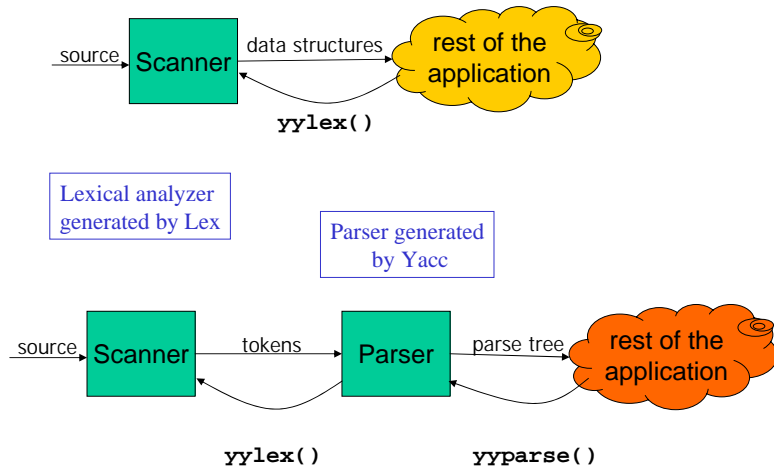 source
Scanner
data structures
rest of the
application
yylex()
Lexical analyzer
generated by Lex
Parser generated
by Yacc
source
Scanner
tokens
Parser
parse tree
rest of the
application
yylex()
yyparse()